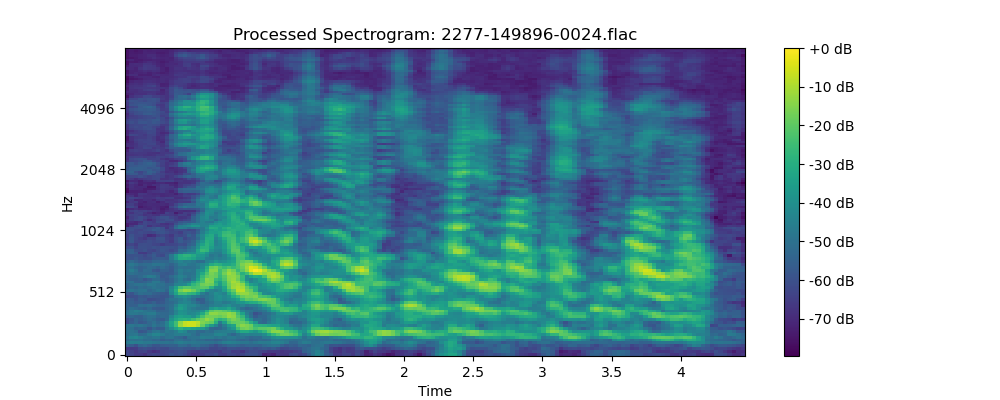 Processed Spectrogram: 2277-149896-0024.flac
Hz
4096
2048
1024
512
0
0 0.5 1 1.5 2 2.5 3 3.5 4
Time
+0 dB
-10 dB
-20 dB
-30 dB
-40 dB
-50 dB
-60 dB
-70 dB